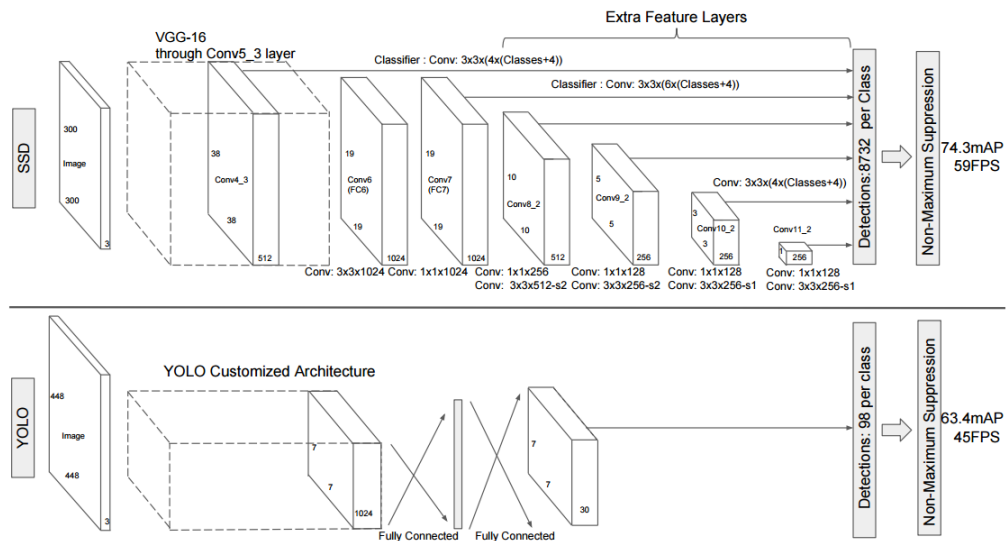 Extra Feature Layers
VGG-16
through Conv5_3 layer
Classifier : Conv: 3x3x(4x(Classes+4))
Classifier : Conv: 3x3x(6x(Classes+4))
SSD
300
Image
300
3
38
Conv4_3
38
512
19
Conv6
(FC6)
19
1024
19
Conv7
(FC7)
19
1024
10
Conv8_2
10
512
5
Conv9_2
5
256
Conv: 3x3x(4x(Classes+4))
3
Conv10_2
3
256
Conv11_2
1
256
Conv: 3x3x1024
Conv: 1x1x1024
Conv: 1x1x256
Conv: 3x3x512-s2
Conv: 1x1x128
Conv: 3x3x256-s2
Conv: 1x1x128
Conv: 3x3x256-s1
Conv: 1x1x128
Conv: 3x3x256-s1
Detections:8732 per Class
Non-Maximum Suppression
74.3mAP
59FPS
YOLO
448
Image
448
3
YOLO Customized Architecture
7
7
1024
Fully Connected
Fully Connected
7
7
30
Detections: 98 per class
Non-Maximum Suppression
63.4mAP
45FPS